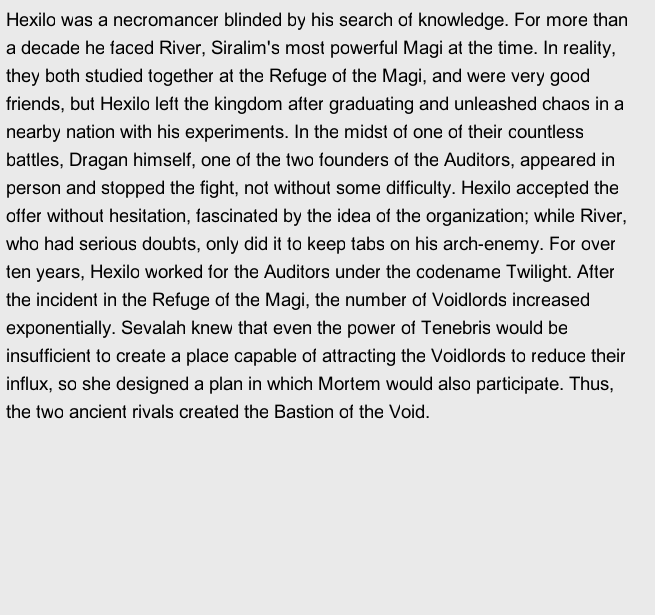 Hexilo was a necromancer blinded by his search of knowledge. For more than
a decade he faced River, Siralim's most powerful Magi at the time. In reality,
they both studied together at the Refuge of the Magi, and were very good
friends, but Hexilo left the kingdom after graduating and unleashed chaos in a
nearby nation with his experiments. In the midst of one of their countless
battles, Dragan himself, one of the two founders of the Auditors, appeared in
person and stopped the fight, not without some difficulty. Hexilo accepted the
offer without hesitation, fascinated by the idea of the organization; while River,
who had serious doubts, only did it to keep tabs on his arch-enemy. For over
ten years, Hexilo worked for the Auditors under the codename Twilight. After
the incident in the Refuge of the Magi, the number of Voidlords increased
exponentially. Sevalah knew that even the power of Tenebris would be
insufficient to create a place capable of attracting the Voidlords to reduce their
influx, so she designed a plan in which Mortem would also participate. Thus,
the two ancient rivals created the Bastion of the Void.